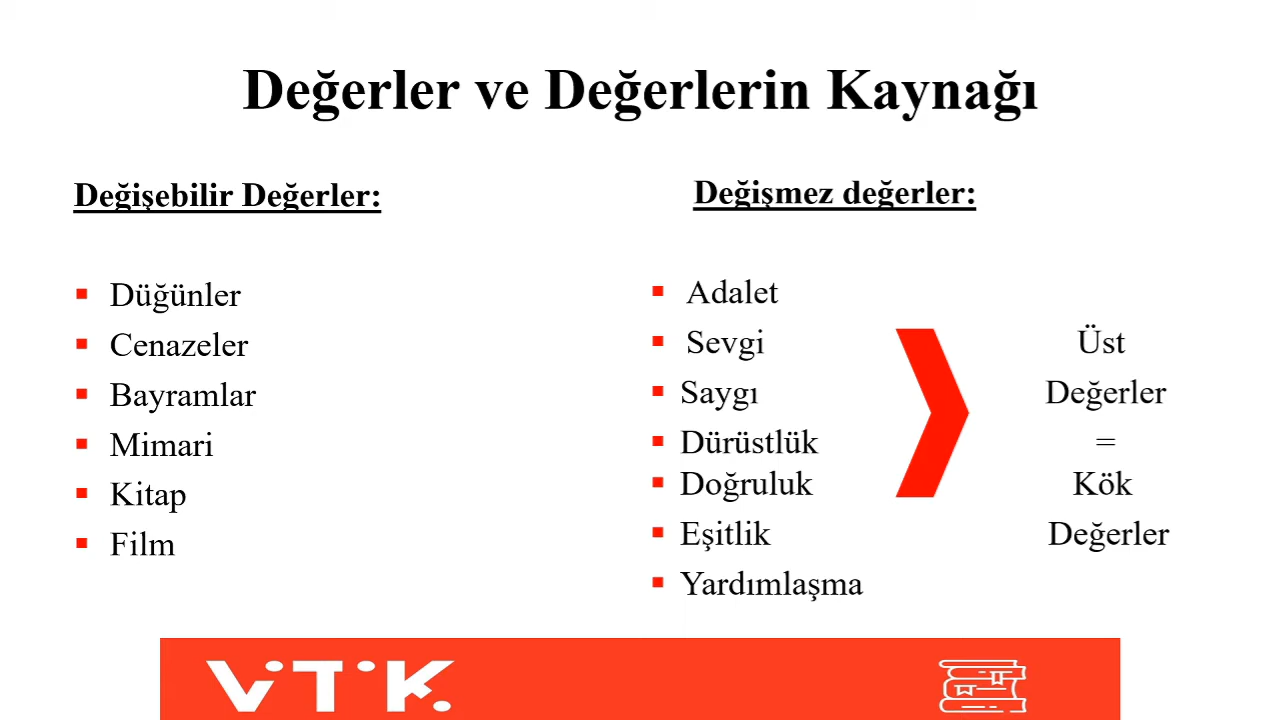 Değerler ve Değerlerin Kaynağı
Değişebilir Değerler:
Düğünler
Cenazeler
Bayramlar
Mimari
Kitap
Film
Değişmez değerler:
Adalet
Sevgi
Saygı
Dürüstlük
Doğruluk
Eşitlik
Yardımlaşma
Üst
Değerler
=
Kök
Değerler
ViTiK.